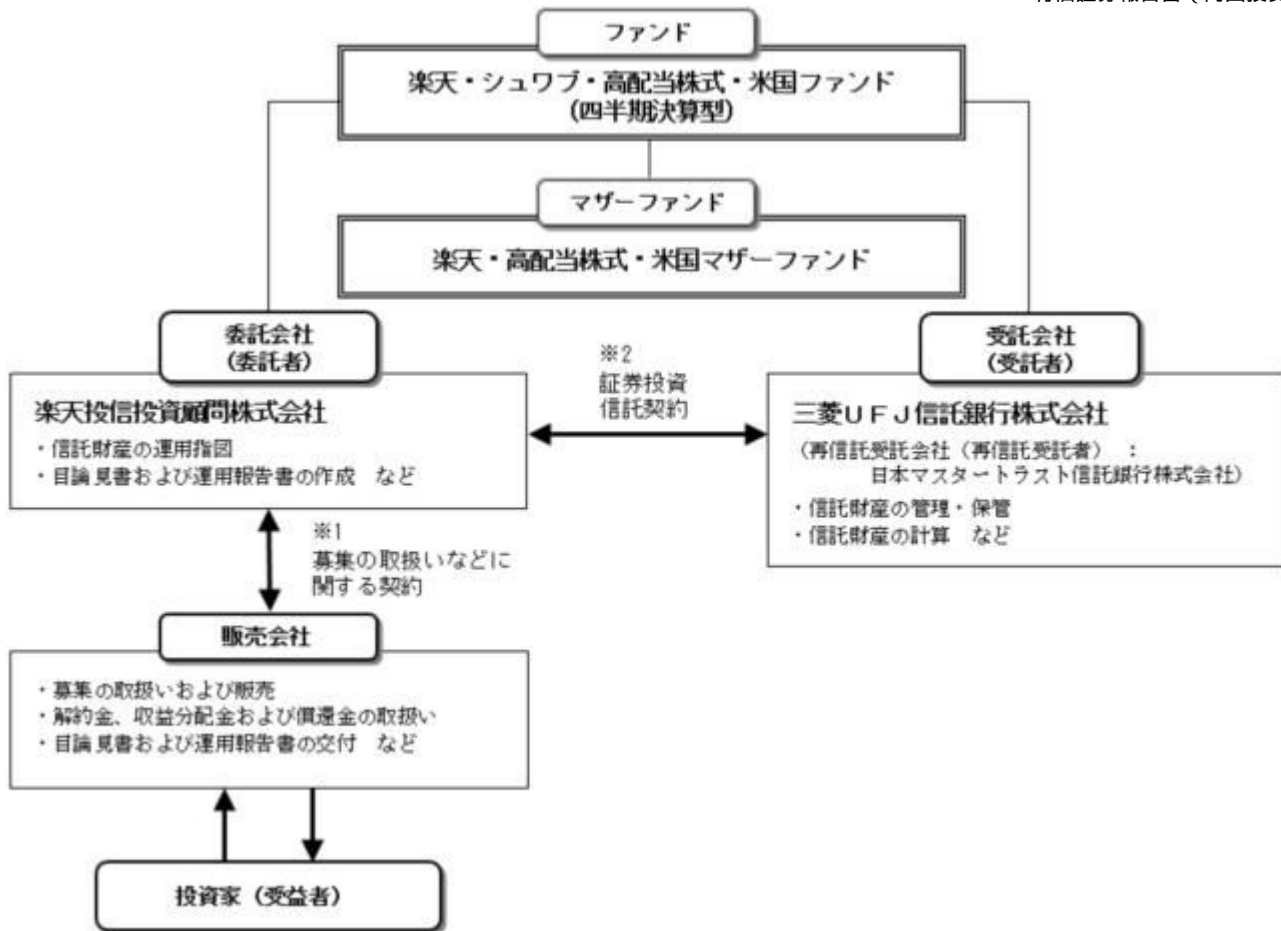 ファンド
楽天・シュワブ・高配当株式・米国ファンド
(四半期決算型)
マザーファンド
楽天・高配当株式・米国マザーファンド
委託会社
(委託者)
楽天投信投資顧問株式会社
・信託財産の運用指図
・目論見書および運用報告書の作成 など
※2
証券投資
信託契約
受託会社
(受託者)
三菱UFJ信託銀行株式会社
(再信託受託会社(再信託受託者) :
日本マスタートラスト信託銀行株式会社)
・信託財産の管理・保管
・信託財産の計算 など
※1
募集の取扱いなどに
関する契約
販売会社
・募集の取扱いおよび販売
・解約金、収益分配金および償還金の取扱い
・目論見書および運用報告書の交付 など
投資家(受益者)